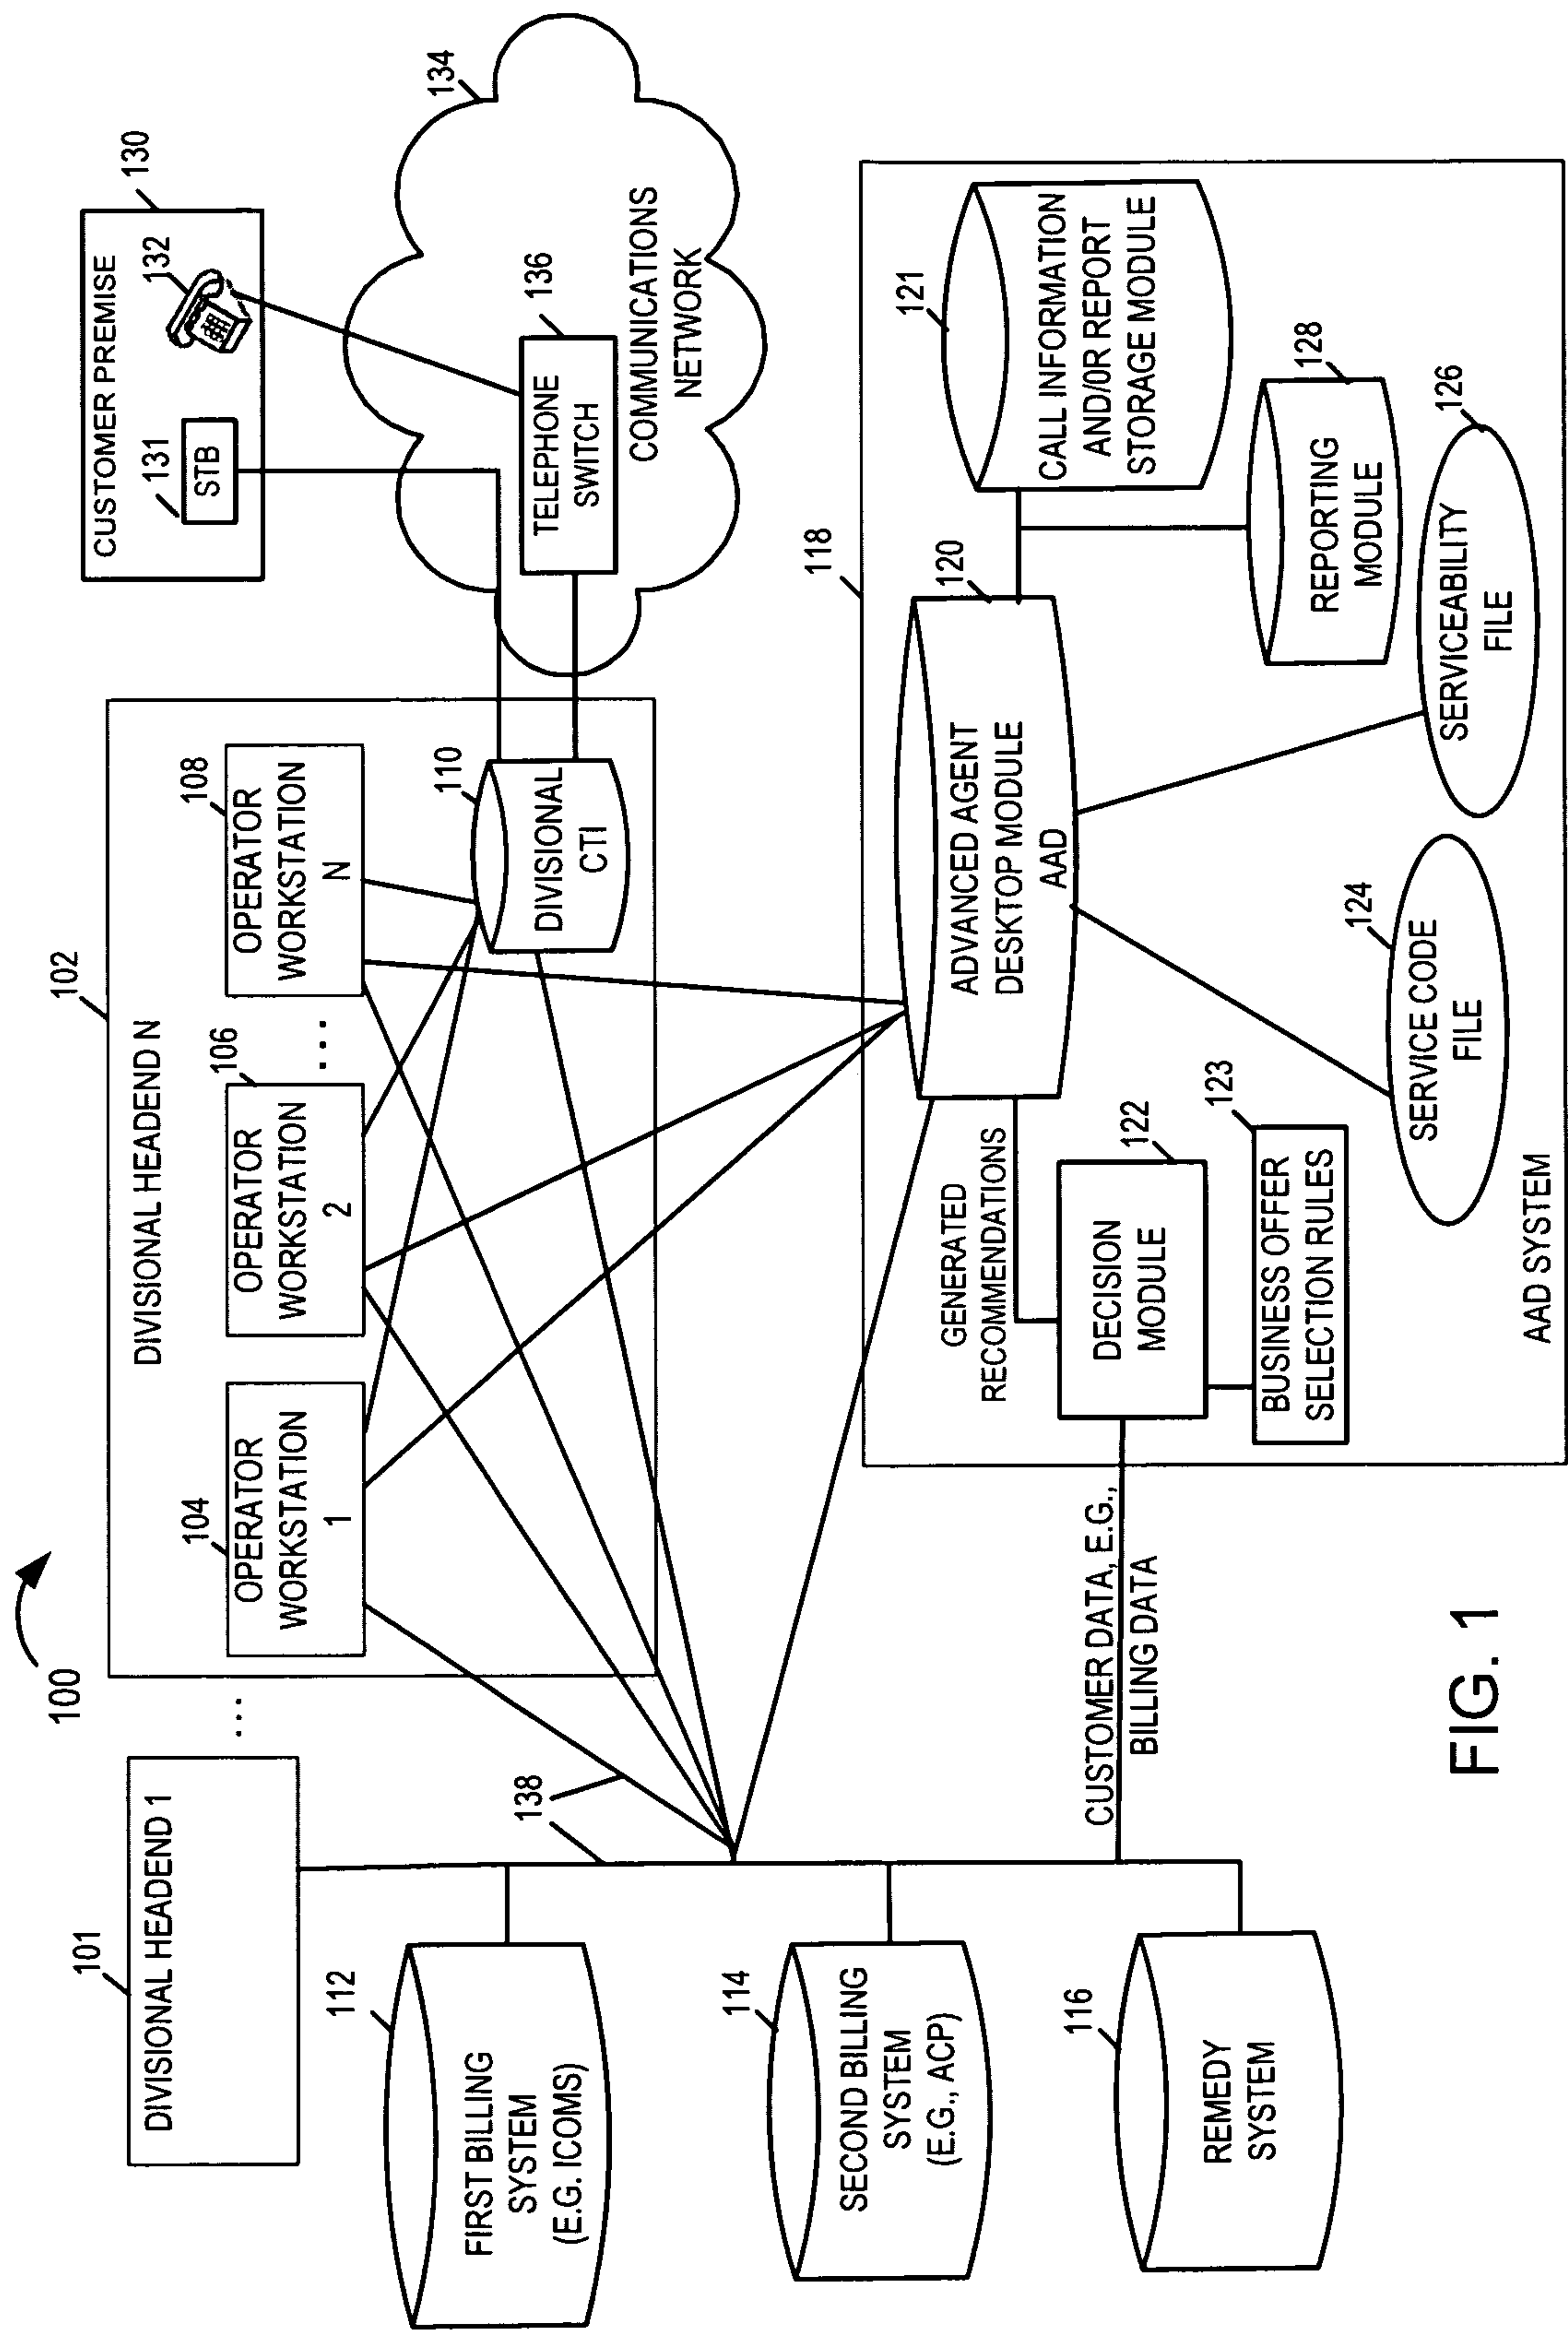 100
101
DIVISIONAL HEADEND 1
...
102
DIVISIONAL HEADEND N
104
OPERATOR
WORKSTATION
1
106
OPERATOR
WORKSTATION
2
...
108
OPERATOR
WORKSTATION
N
110
DIVISIONAL
CTI
130
CUSTOMER PREMISE
131
STB
132
134
136
TELEPHONE
SWITCH
COMMUNICATIONS
NETWORK
138
112
FIRST BILLING
SYSTEM
(E.G. ICOMS)
114
SECOND BILLING
SYSTEM
(E.G., ACP)
116
REMEDY
SYSTEM
CUSTOMER DATA, E.G.,
BILLING DATA
118
120
ADVANCED AGENT
DESKTOP MODULE
AAD
121
CALL INFORMATION
AND/OR REPORT
STORAGE MODULE
GENERATED
RECOMMENDATIONS
122
DECISION
MODULE
123
BUSINESS OFFER
SELECTION RULES
124
SERVICE CODE
FILE
126
SERVICEABILITY
FILE
128
REPORTING
MODULE
AAD SYSTEM
FIG. 1